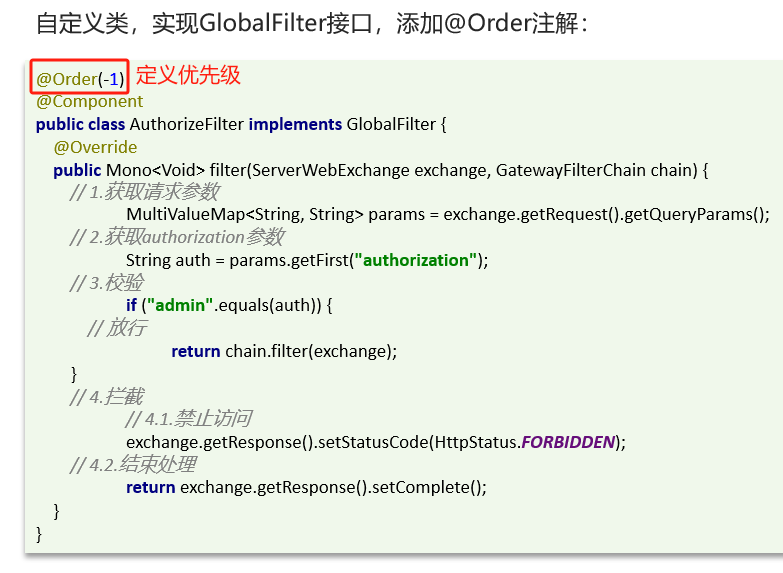 自定义类，实现GlobalFilter接口，添加@Order注解：
@Order(-1) 定义优先级
@Component
public class AuthorizeFilter implements GlobalFilter {
@Override
public Mono<Void> filter(ServerWebExchange exchange, GatewayFilterChain chain) {
// 1.获取请求参数
MultiValueMap<String, String> params = exchange.getRequest().getQueryParams();
// 2.获取authorization参数
String auth = params.getFirst("authorization");
// 3.校验
if ("admin".equals(auth)) {
// 放行
return chain.filter(exchange);
}
// 4.拦截
// 4.1.禁止访问
exchange.getResponse().setStatusCode(HttpStatus.FORBIDDEN);
// 4.2.结束处理
return exchange.getResponse().setComplete();
}
}